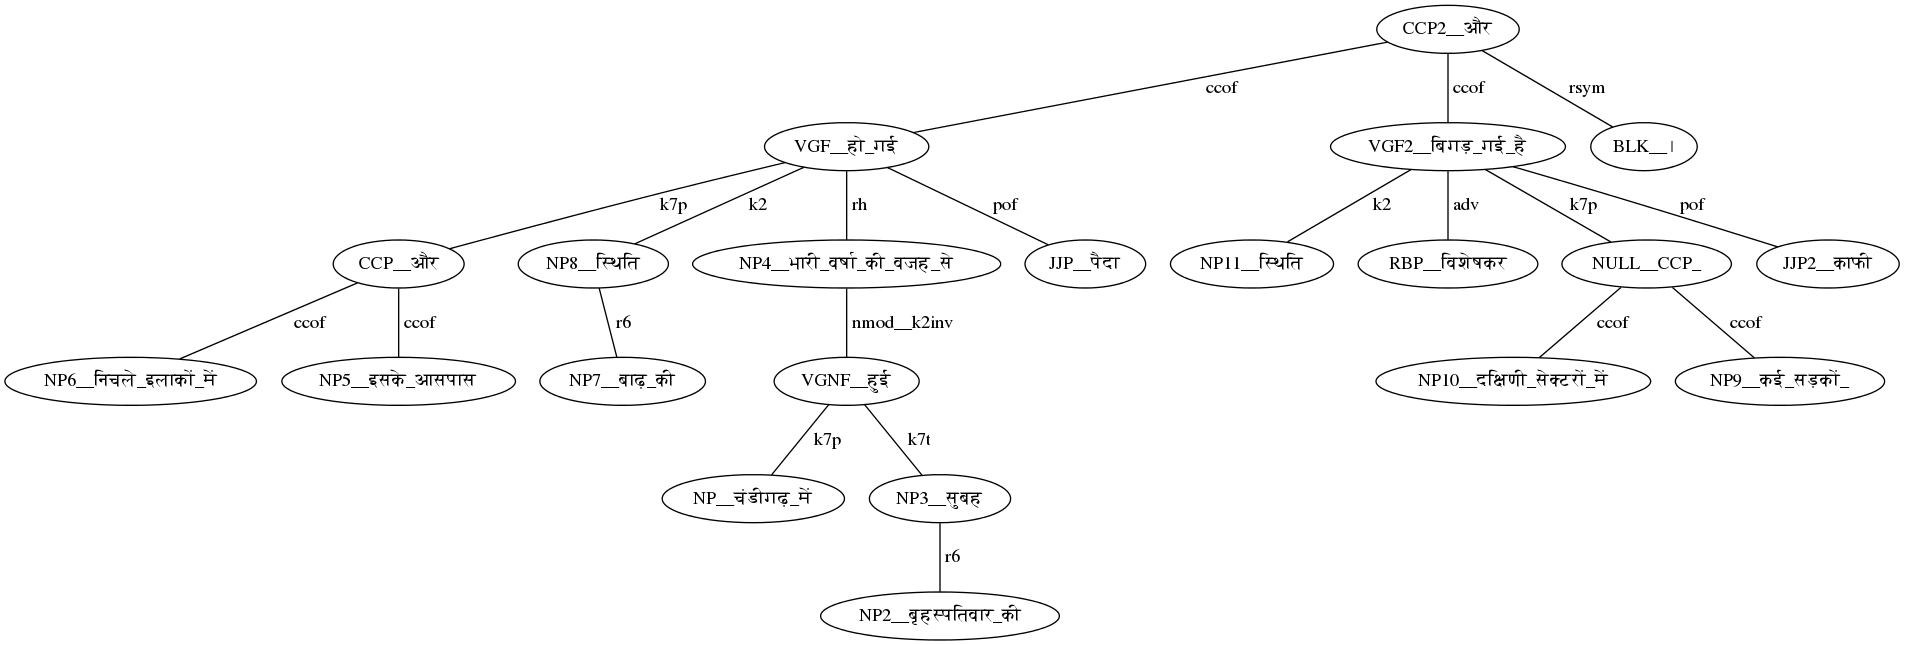 CCP2__और
ccof
ccof
rsym
VGF__हो_गई
VGF2__बिगड़_गई_है
BLK__।
k7p
k2
rh
pof
k2
adv
k7p
pof
CCP__और
NP8__स्थिति
NP4__भारी_वर्षा_की_वजह_से
JJP__पैदा
NP11__स्थिति
RBP__विशेषकर
NULL__CCP_
JJP2__काफी
ccof
ccof
r6
nmod__k2inv
ccof
ccof
NP6__निचले_इलाकों_में
NP5__इसके_आसपास
NP7__बाढ़_की
VGNF__हुई
NP10__दक्षिणी_सेक्टरों_में
NP9__कई_सड़कों_
k7p
k7t
NP__चंडीगढ़_में
NP3__सुबह
r6
NP2__बृहस्पतिवार_की